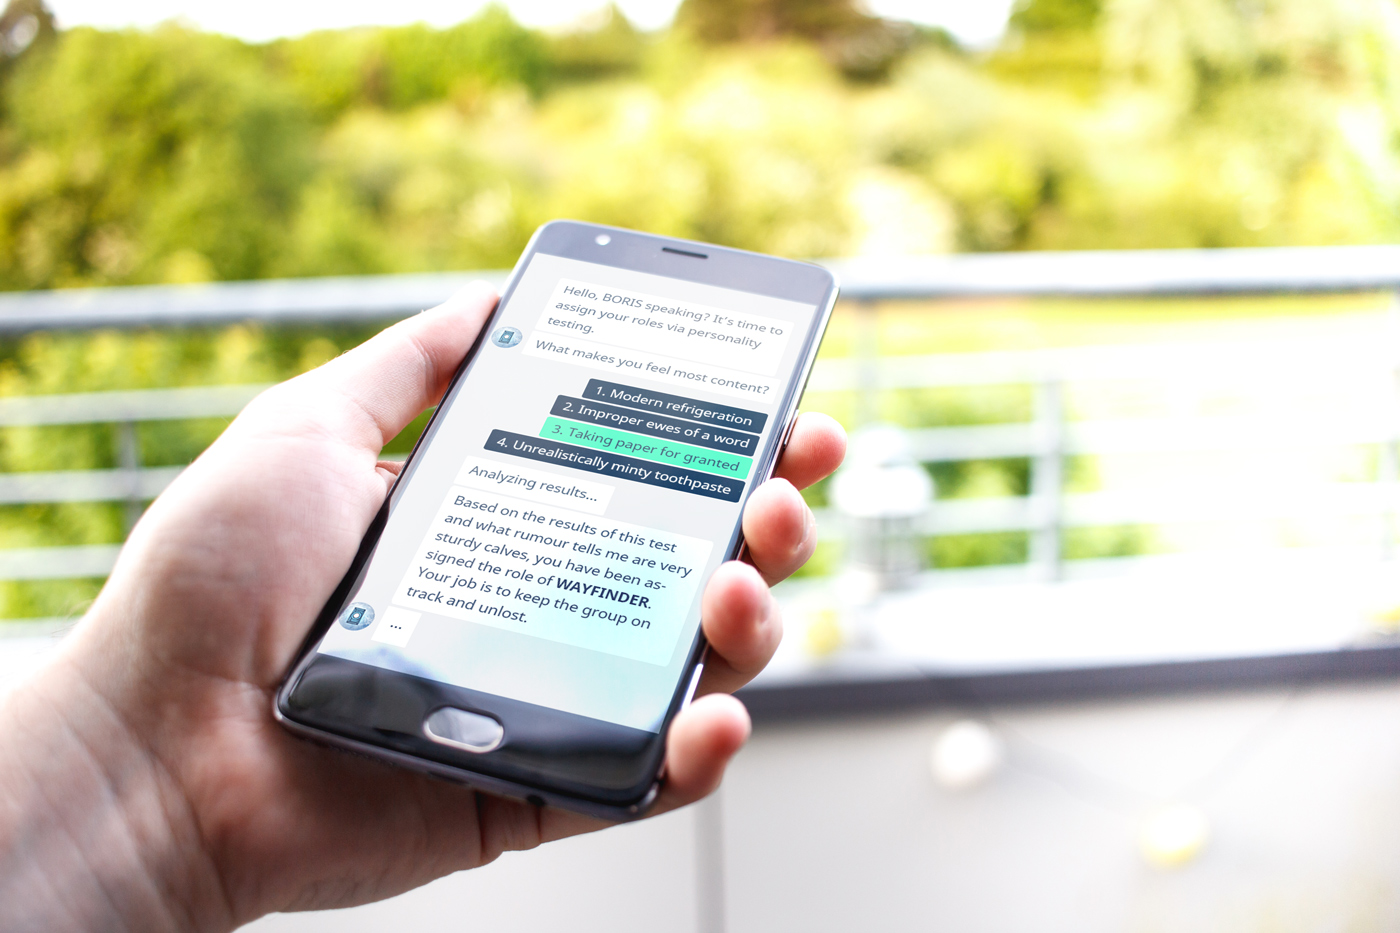 Hello, BORIS speaking? It's time to
assign your roles via personality
testing.
What makes you feel most content?
1. Modern refrigeration
2. Improper ewes of a word
3. Taking paper for granted
4. Unrealistically minty toothpaste
Analyzing results...
Based on the results of this test
and what rumour tells me are very
sturdy calves, you have been as-
signed the role of WAYFINDER.
Your job is to keep the group on
track and unlost.
...